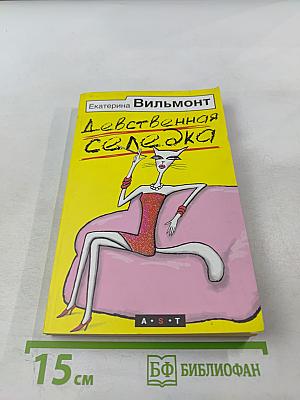 Екатерина Вильмонт
Девственная
селедка
A·S·T
15 см
БФ БИБЛИОФАН